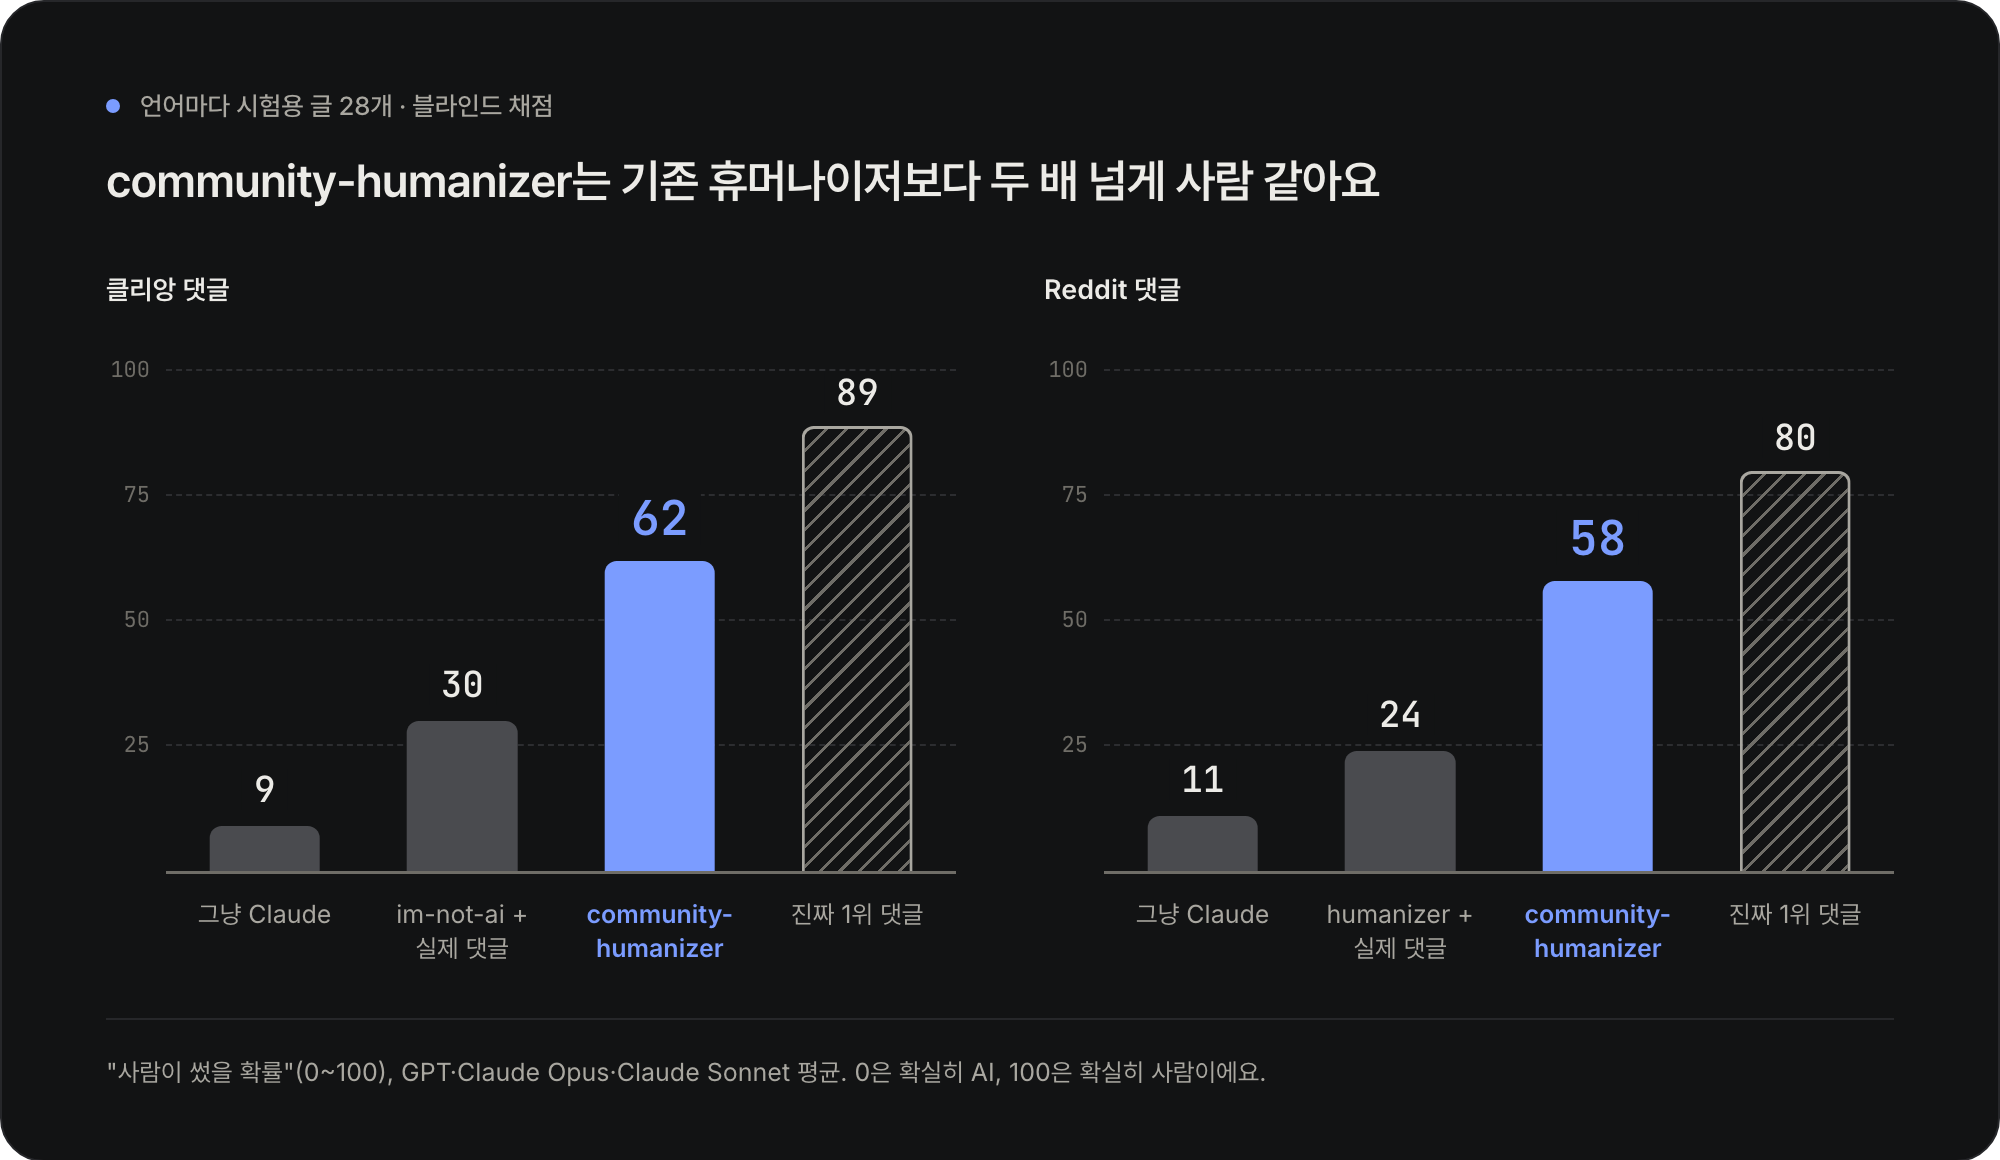 언어마다 시험용 글 28개 · 블라인드 채점
community-humanizer는 기존 휴머나이저보다 두 배 넘게 사람 같아요
클리앙 댓글
100
75
50
25
9
30
62
89
그냥 Claude
im-not-ai +
실제 댓글
community-
humanizer
진짜 1위 댓글
Reddit 댓글
100
75
50
25
11
24
58
80
그냥 Claude
humanizer +
실제 댓글
community-
humanizer
진짜 1위 댓글
"사람이 썼을 확률"(0~100), GPT·Claude Opus·Claude Sonnet 평균. 0은 확실히 AI, 100은 확실히 사람이에요.